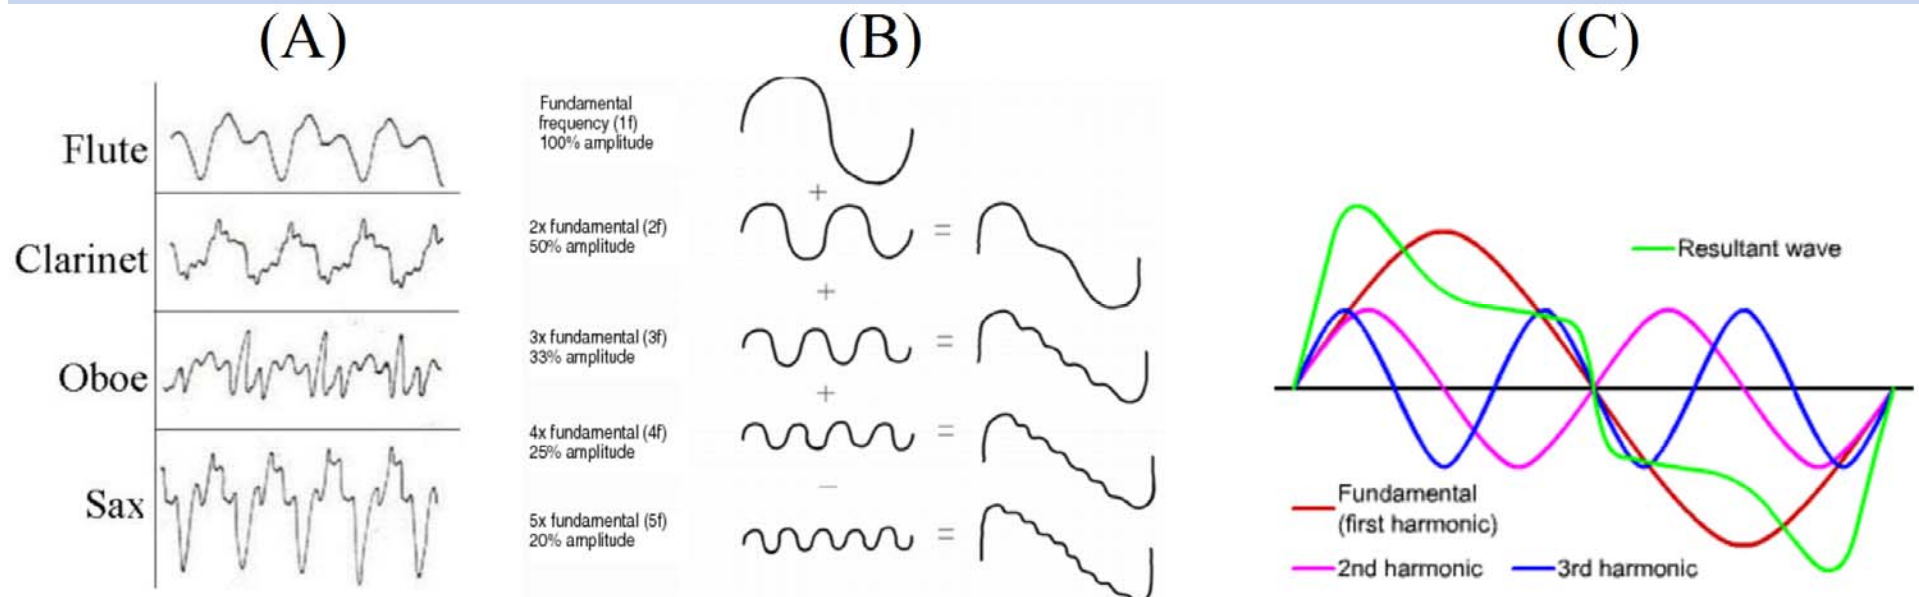 (A)
Flute
Clarinet
Oboe
Sax
(B)
Fundamental
frequency (1f)
100% amplitude
+
2x fundamental (2f)
50% amplitude
=
+
3x fundamental (3f)
33% amplitude
=
+
4x fundamental (4f)
25% amplitude
=
—
5x fundamental (5f)
20% amplitude
=
(C)
Resultant wave
Fundamental
(first harmonic)
2nd harmonic
3rd harmonic